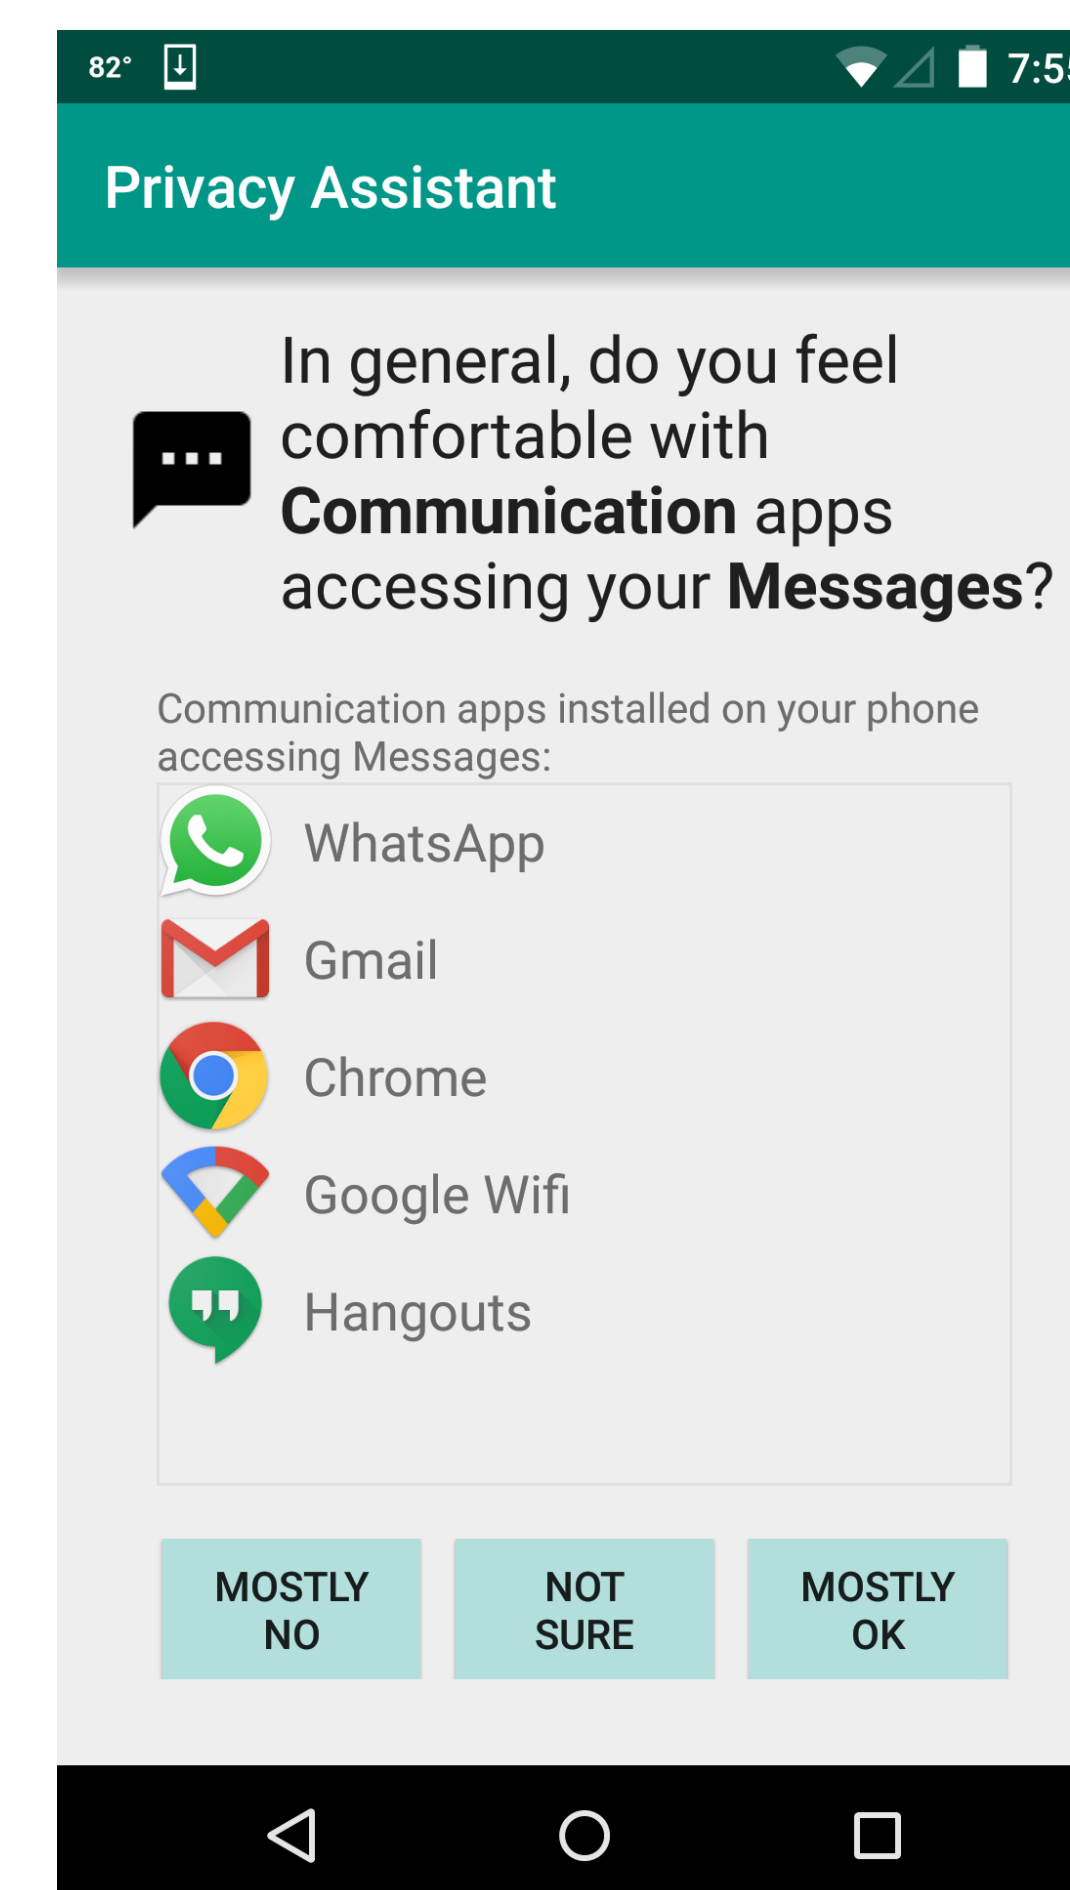 82°
7:55
Privacy Assistant
In general, do you feel
comfortable with
Communication apps
accessing your Messages?
Communication apps installed on your phone
accessing Messages:
WhatsApp
Gmail
Chrome
Google Wifi
Hangouts
MOSTLY
NO
NOT
SURE
MOSTLY
OK